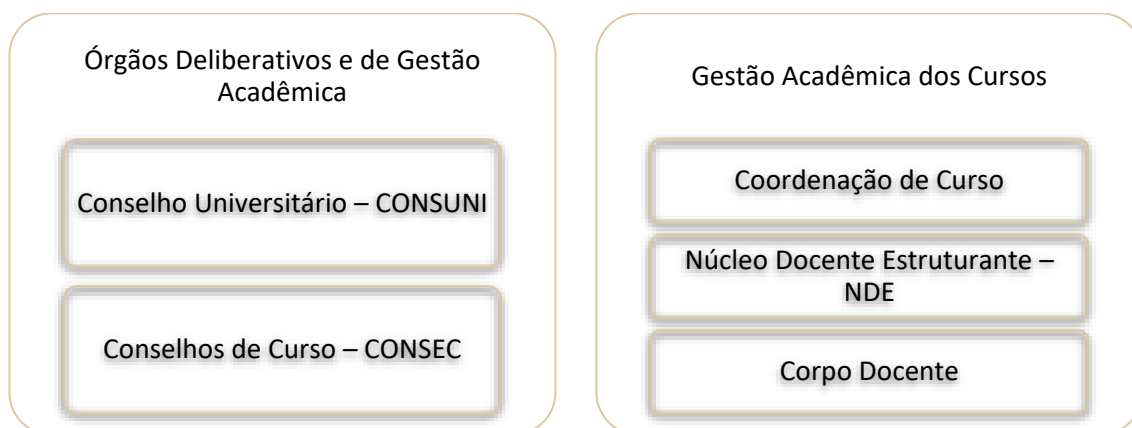 Órgãos Deliberativos e de Gestão
Acadêmica
Conselho Universitário – CONSUNI
Conselhos de Curso – CONSEC
Gestão Acadêmica dos Cursos
Coordenação de Curso
Núcleo Docente Estruturante –
NDE
Corpo Docente